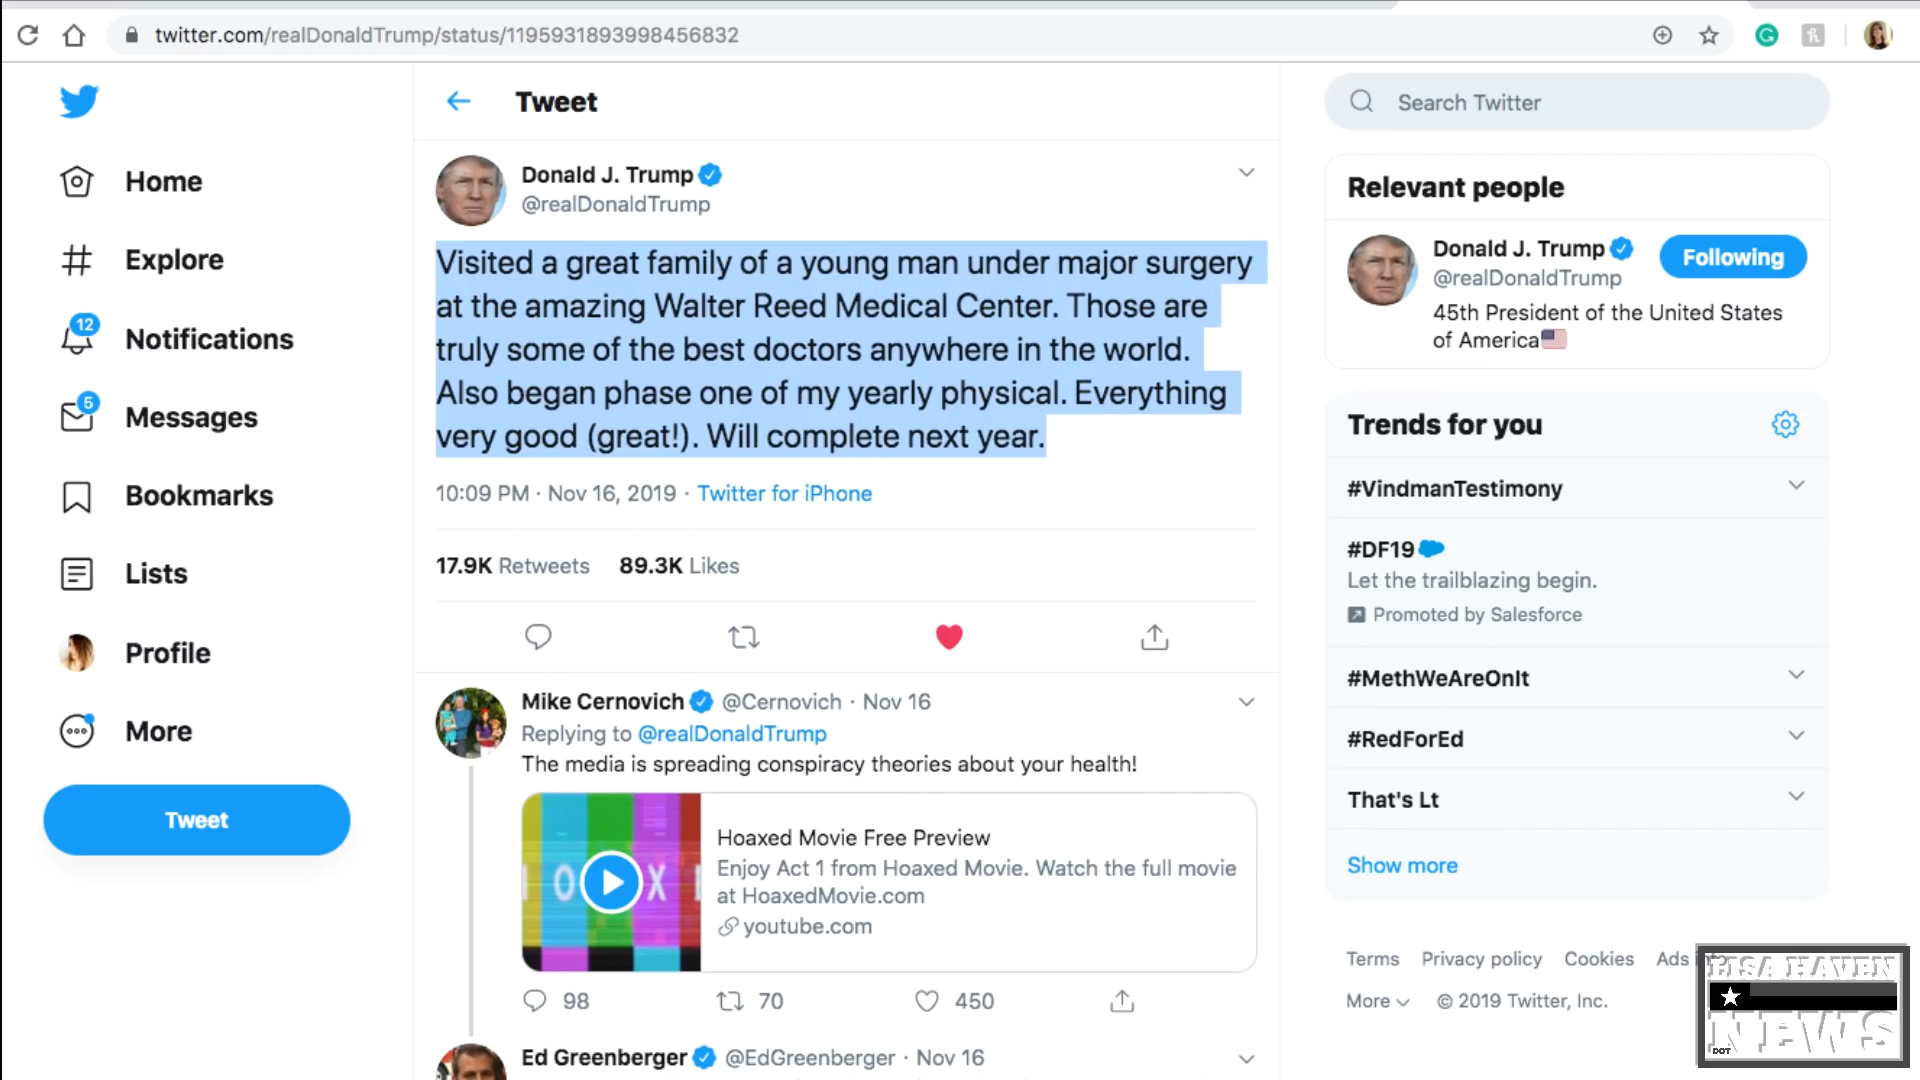 twitter.com/realDonaldTrump/status/1195931893998456832
Home
Explore
12
Notifications
5
Messages
Bookmarks
Lists
Profile
More
Tweet
Tweet
Donald J. Trump
@realDonaldTrump
Visited a great family of a young man under major surgery
at the amazing Walter Reed Medical Center. Those are
truly some of the best doctors anywhere in the world.
Also began phase one of my yearly physical. Everything
very good (great!). Will complete next year.
10:09 PM · Nov 16, 2019 · Twitter for iPhone
17.9K Retweets 89.3K Likes
Mike Cernovich @Cernovich · Nov 16
Replying to @realDonaldTrump
The media is spreading conspiracy theories about your health!
HOAXED
Hoaxed Movie Free Preview
Enjoy Act 1 from Hoaxed Movie. Watch the full movie
at HoaxedMovie.com
youtube.com
98 70 450
Ed Greenberger @EdGreenberger · Nov 16
Search Twitter
Relevant people
Donald J. Trump
@realDonaldTrump
Following
45th President of the United States
of America
Trends for you
#VindmanTestimony
#DF19
Let the trailblazing begin.
Promoted by Salesforce
#MethWeAreOnIt
#RedForEd
That's Lt
Show more
Terms Privacy policy Cookies Ads
More © 2019 Twitter, Inc.
LISA HAVEN
NEWS
DOT